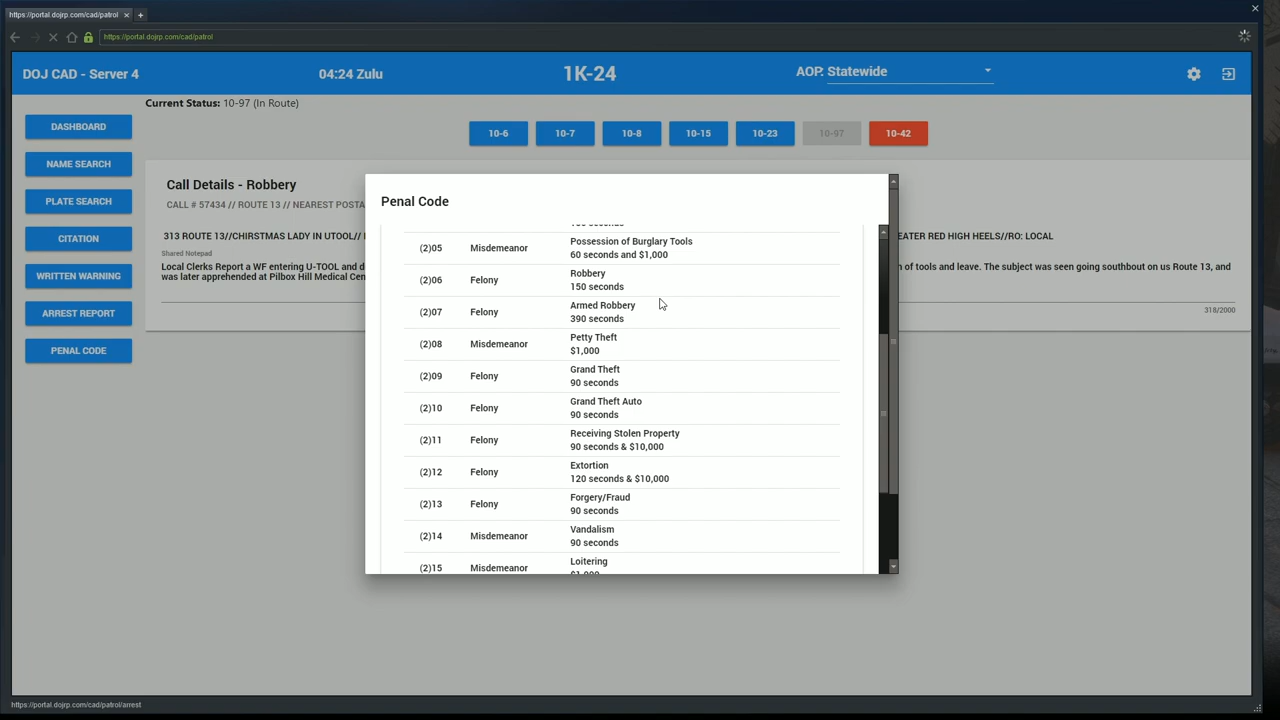 https://portal.dojrp.com/cad/patrol × +
https://portal.dojrp.com/cad/patrol
DOJ CAD - Server 4 04:24 Zulu 1K-24 AOP: Statewide
Current Status: 10-97 (In Route)
DASHBOARD
NAME SEARCH
PLATE SEARCH
CITATION
WRITTEN WARNING
ARREST REPORT
PENAL CODE
10-6 10-7 10-8 10-15 10-23 10-97 10-42
Call Details - Robbery
CALL # 57434 // ROUTE 13 // NEAREST POSTA
313 ROUTE 13//CHIRSTMAS LADY IN UTOOL// EATER RED HIGH HEELS//RO: LOCAL
Shared Notepad
Local Clerks Report a WF entering U-TOOL and d of tools and leave. The subject was seen going southbound on us Route 13, and
was later apprehended at Pilbox Hill Medical Cen
318/2000
Penal Code
(2)05 Misdemeanor Possession of Burglary Tools
60 seconds and $1,000
(2)06 Felony Robbery
150 seconds
(2)07 Felony Armed Robbery
390 seconds
(2)08 Misdemeanor Petty Theft
$1,000
(2)09 Felony Grand Theft
90 seconds
(2)10 Felony Grand Theft Auto
90 seconds
(2)11 Felony Receiving Stolen Property
90 seconds & $10,000
(2)12 Felony Extortion
120 seconds & $10,000
(2)13 Felony Forgery/Fraud
90 seconds
(2)14 Misdemeanor Vandalism
90 seconds
(2)15 Misdemeanor Loitering
https://portal.dojrp.com/cad/patrol/arrest